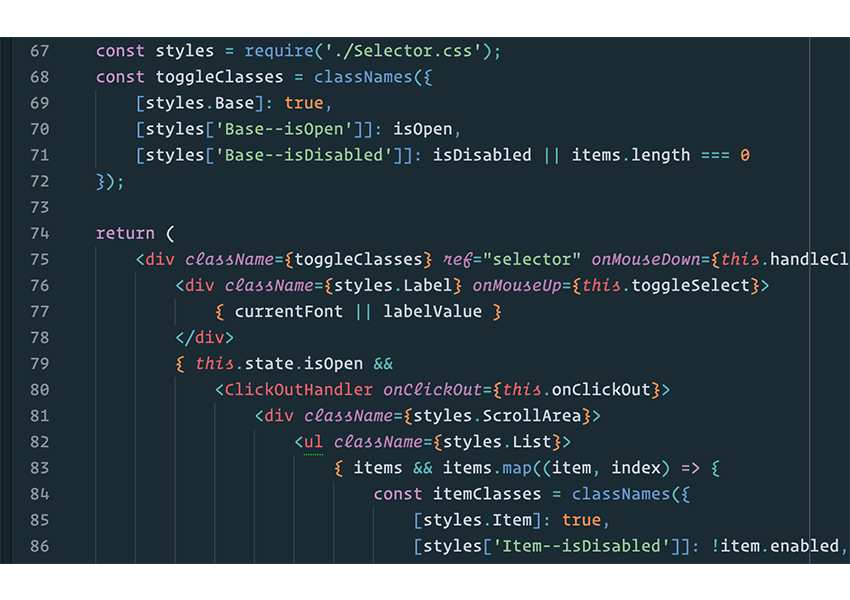 67 const styles = require('./Selector.css');
68 const toggleClasses = classNames({
69 [styles.Base]: true,
70 [styles['Base--isOpen']]: isOpen,
71 [styles['Base--isDisabled']]: isDisabled || items.length === 0
72 });
73
74 return (
75 <div className={toggleClasses} ref="selector" onMouseDown={this.handleCl
76 <div className={styles.Label} onMouseUp={this.toggleSelect}>
77 { currentFont || labelValue }
78 </div>
79 { this.state.isOpen &&
80 <ClickOutHandler onClickOut={this.onClickOut}>
81 <div className={styles.ScrollArea}>
82 <ul className={styles.List}>
83 { items && items.map((item, index) => {
84 const itemClasses = classNames({
85 [styles.Item]: true,
86 [styles['Item--isDisabled']]: !item.enabled,